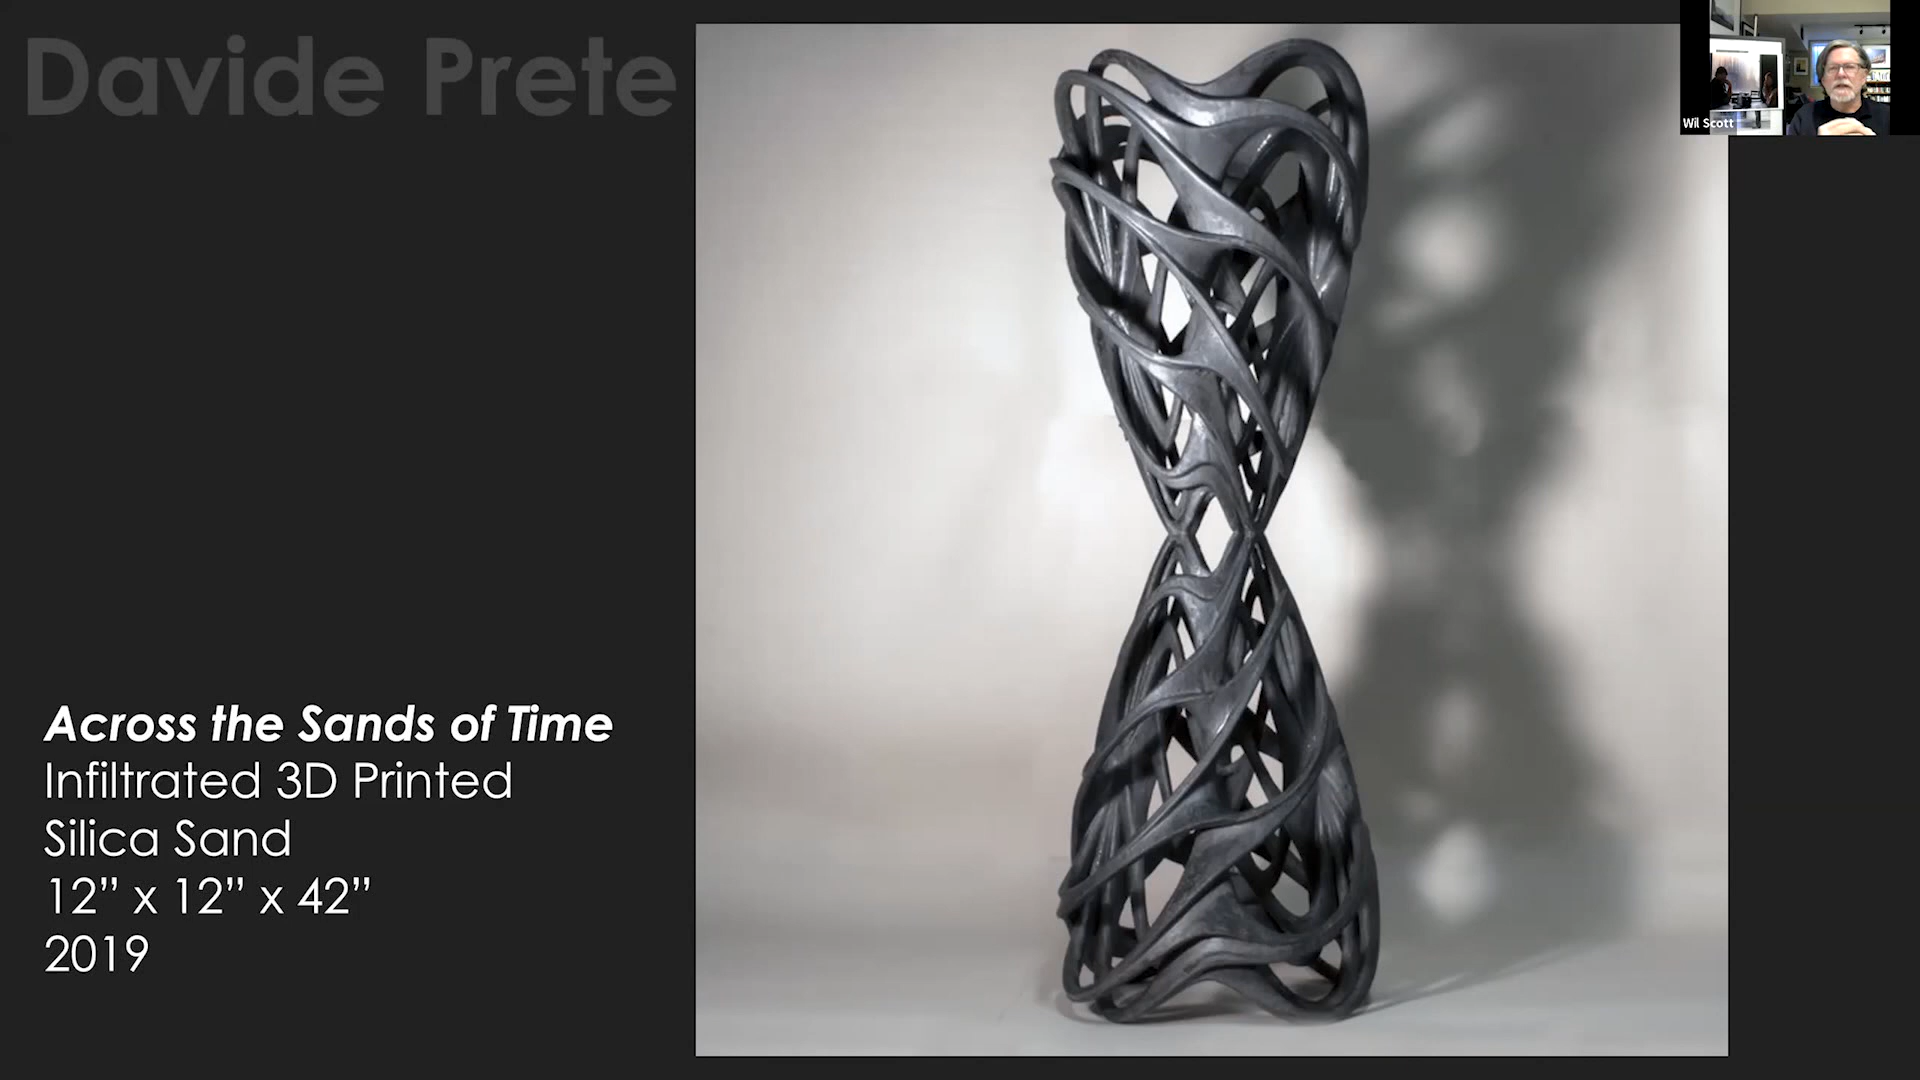 Davide Prete
Wil Scott
Across the Sands of Time
Infiltrated 3D Printed
Silica Sand
12” x 12” x 42”
2019